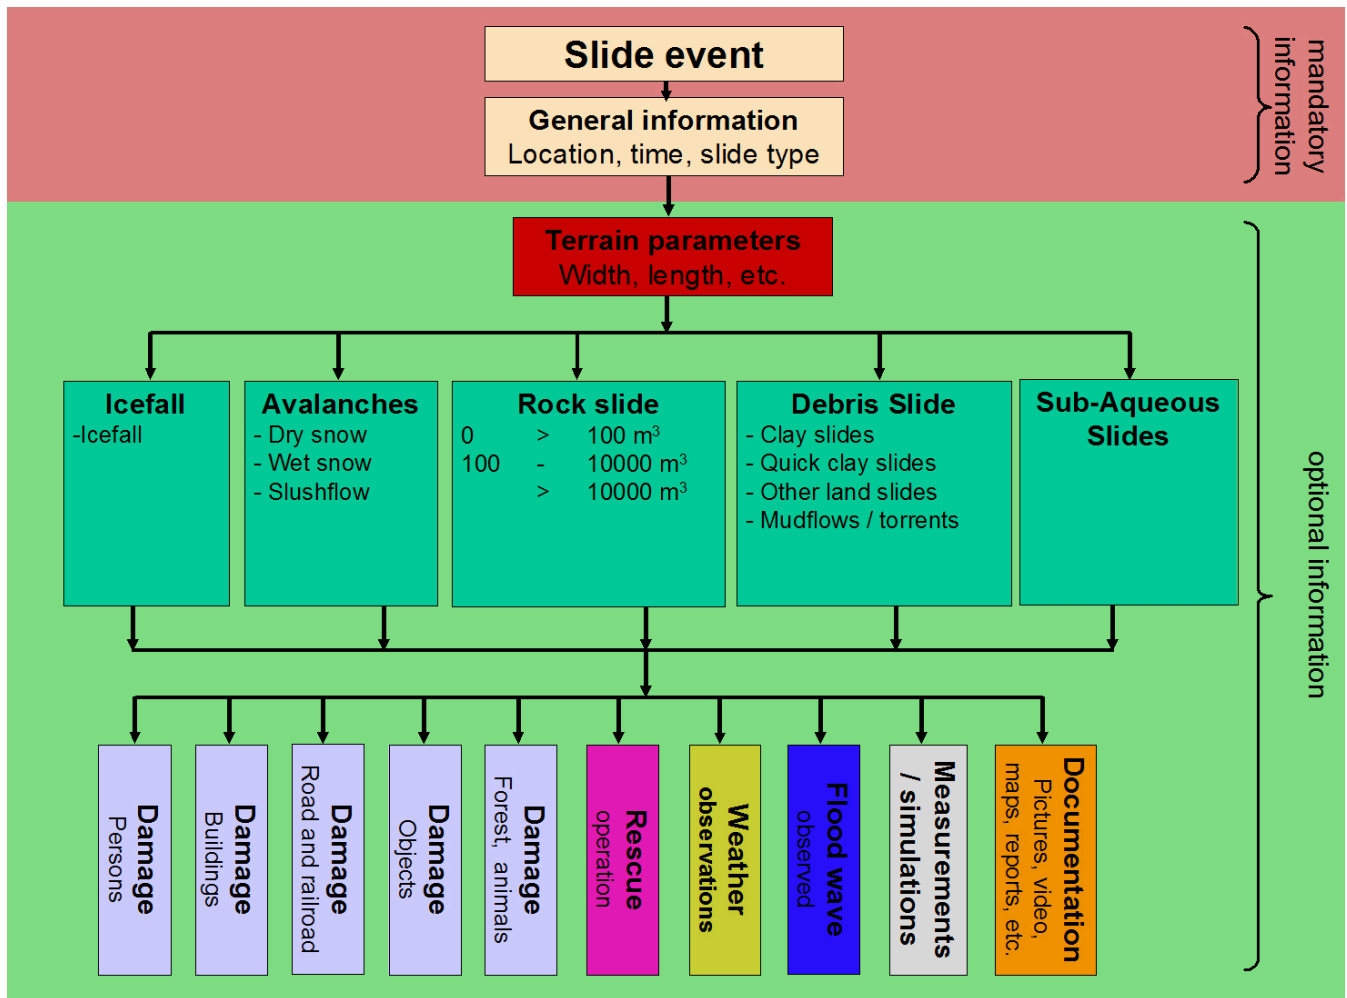 Slide event
General information
Location, time, slide type
mandatory
information
Terrain parameters
Width, length, etc.
Icefall
-Icefall
Avalanches
- Dry snow
- Wet snow
- Slushflow
Rock slide
0 > 100 m³
100 - 10000 m³
> 10000 m³
Debris Slide
- Clay slides
- Quick clay slides
- Other land slides
- Mudflows / torrents
Sub-Aqueous
Slides
optional information
Damage
Persons
Damage
Buildings
Damage
Road and railroad
Damage
Objects
Damage
Forest, animals
Rescue
operation
Weather
observations
Flood wave
observed
Measurements
/ simulations
Documentation
Pictures, video,
maps, reports, etc.